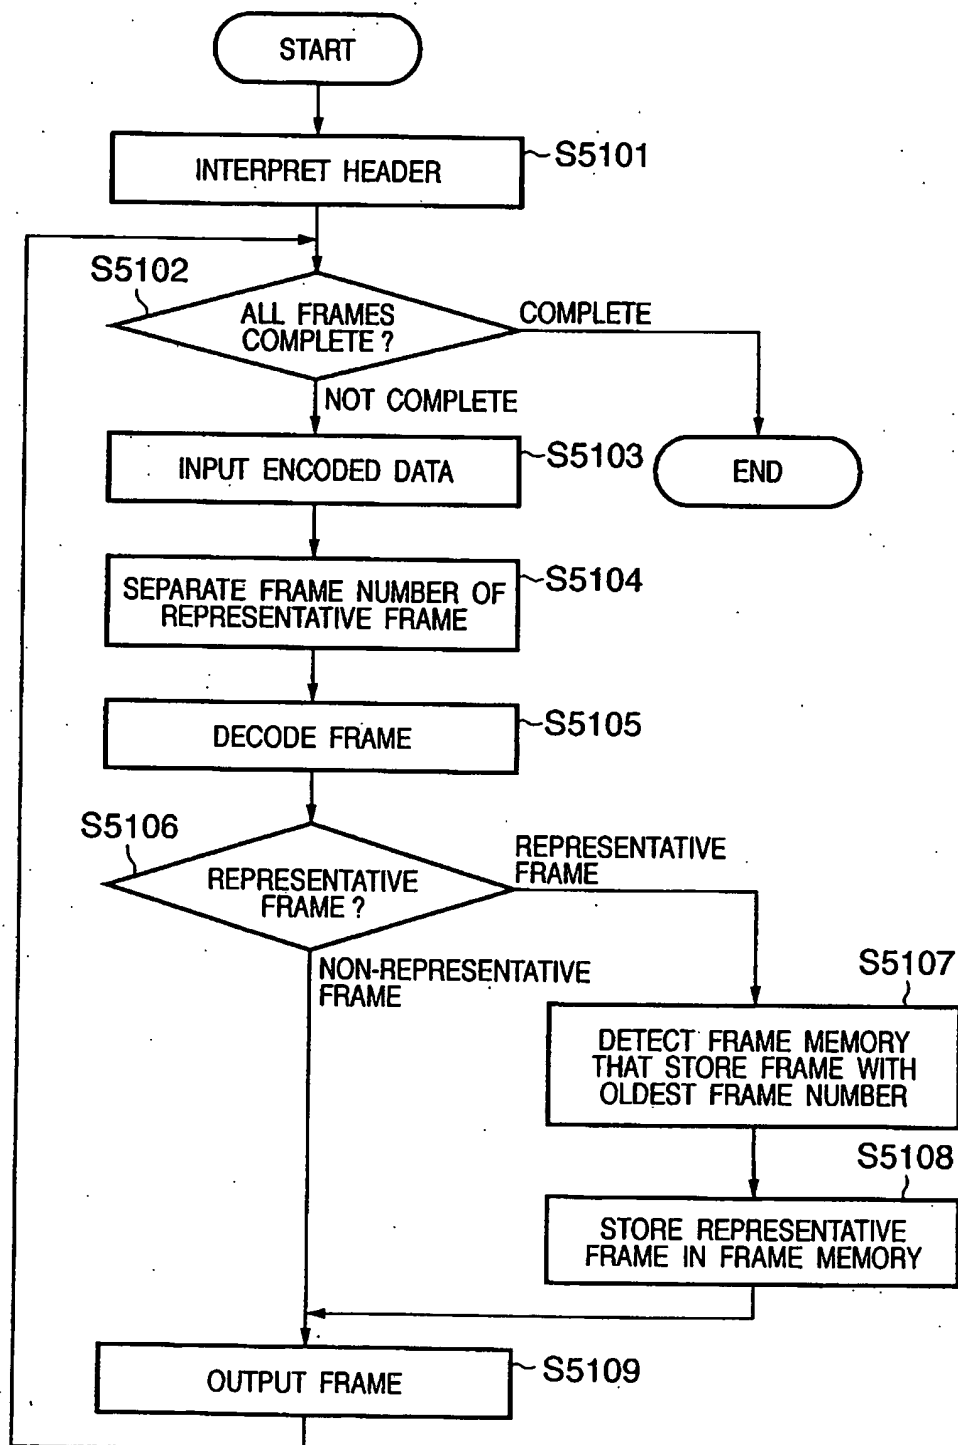 START
INTERPRET HEADER
S5101
S5102
ALL FRAMES
COMPLETE ?
COMPLETE
NOT COMPLETE
INPUT ENCODED DATA
S5103
END
SEPARATE FRAME NUMBER OF
REPRESENTATIVE FRAME
S5104
DECODE FRAME
S5105
S5106
REPRESENTATIVE
FRAME ?
REPRESENTATIVE
FRAME
NON-REPRESENTATIVE
FRAME
S5107
DETECT FRAME MEMORY
THAT STORE FRAME WITH
OLDEST FRAME NUMBER
S5108
STORE REPRESENTATIVE
FRAME IN FRAME MEMORY
OUTPUT FRAME
S5109